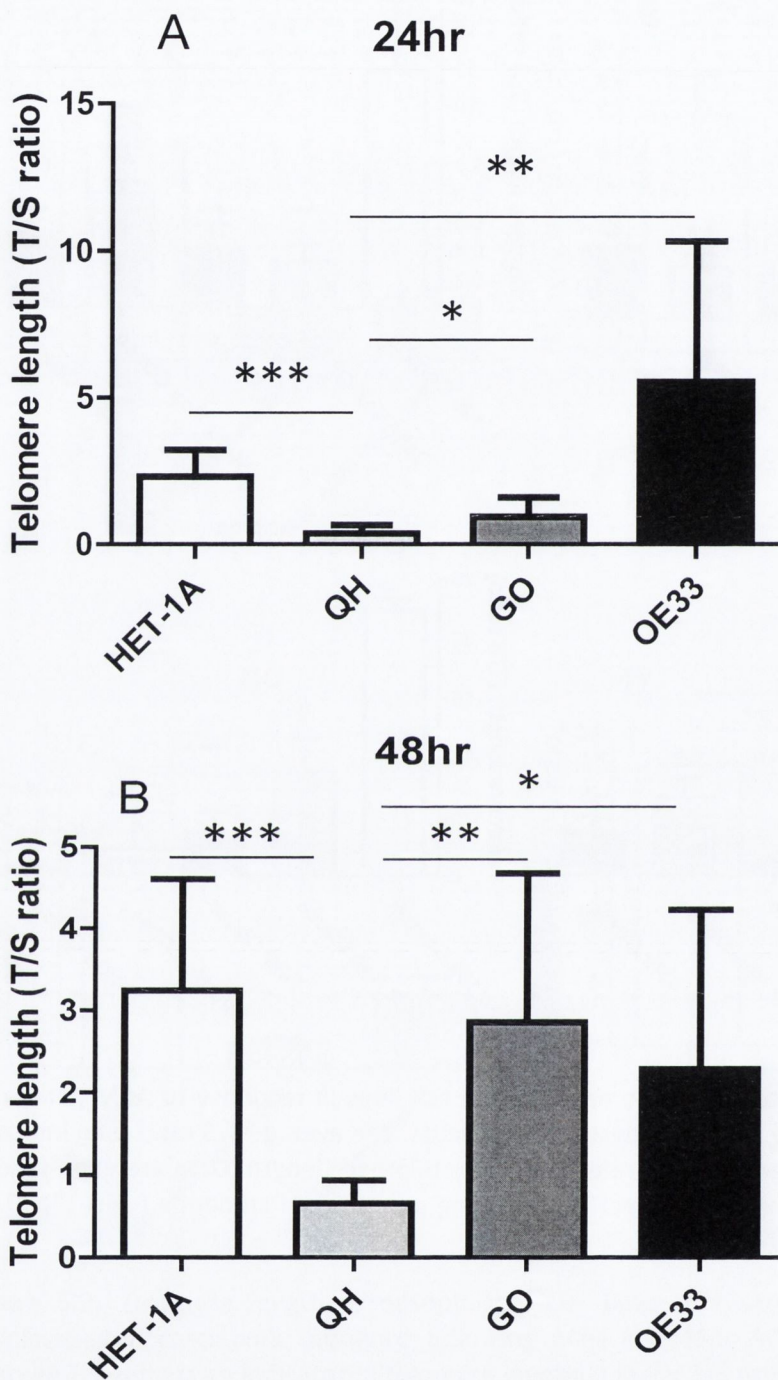 A
24hr
Telomere length (T/S ratio)
15
10
5
0
**
*
***
HET-1A
QH
GO
OE33
48hr
B
*
***
**
Telomere length (T/S ratio)
5
4
3
2
1
0
HET-1A
QH
GO
OE33